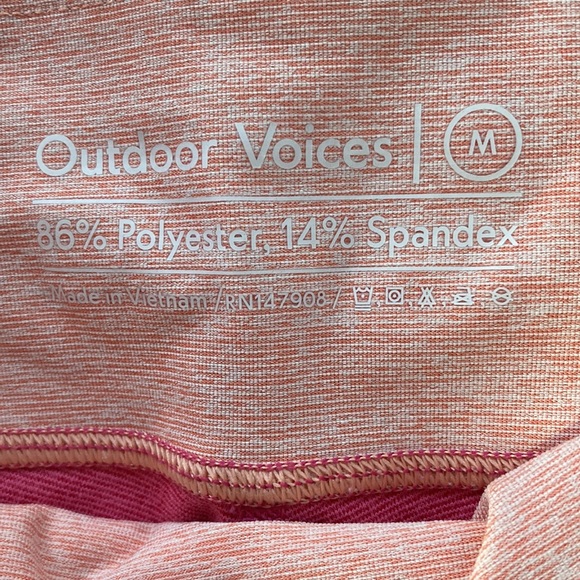 Outdoor Voices | M
86% Polyester, 14% Spandex
Made in Vietnam / RN147908 /